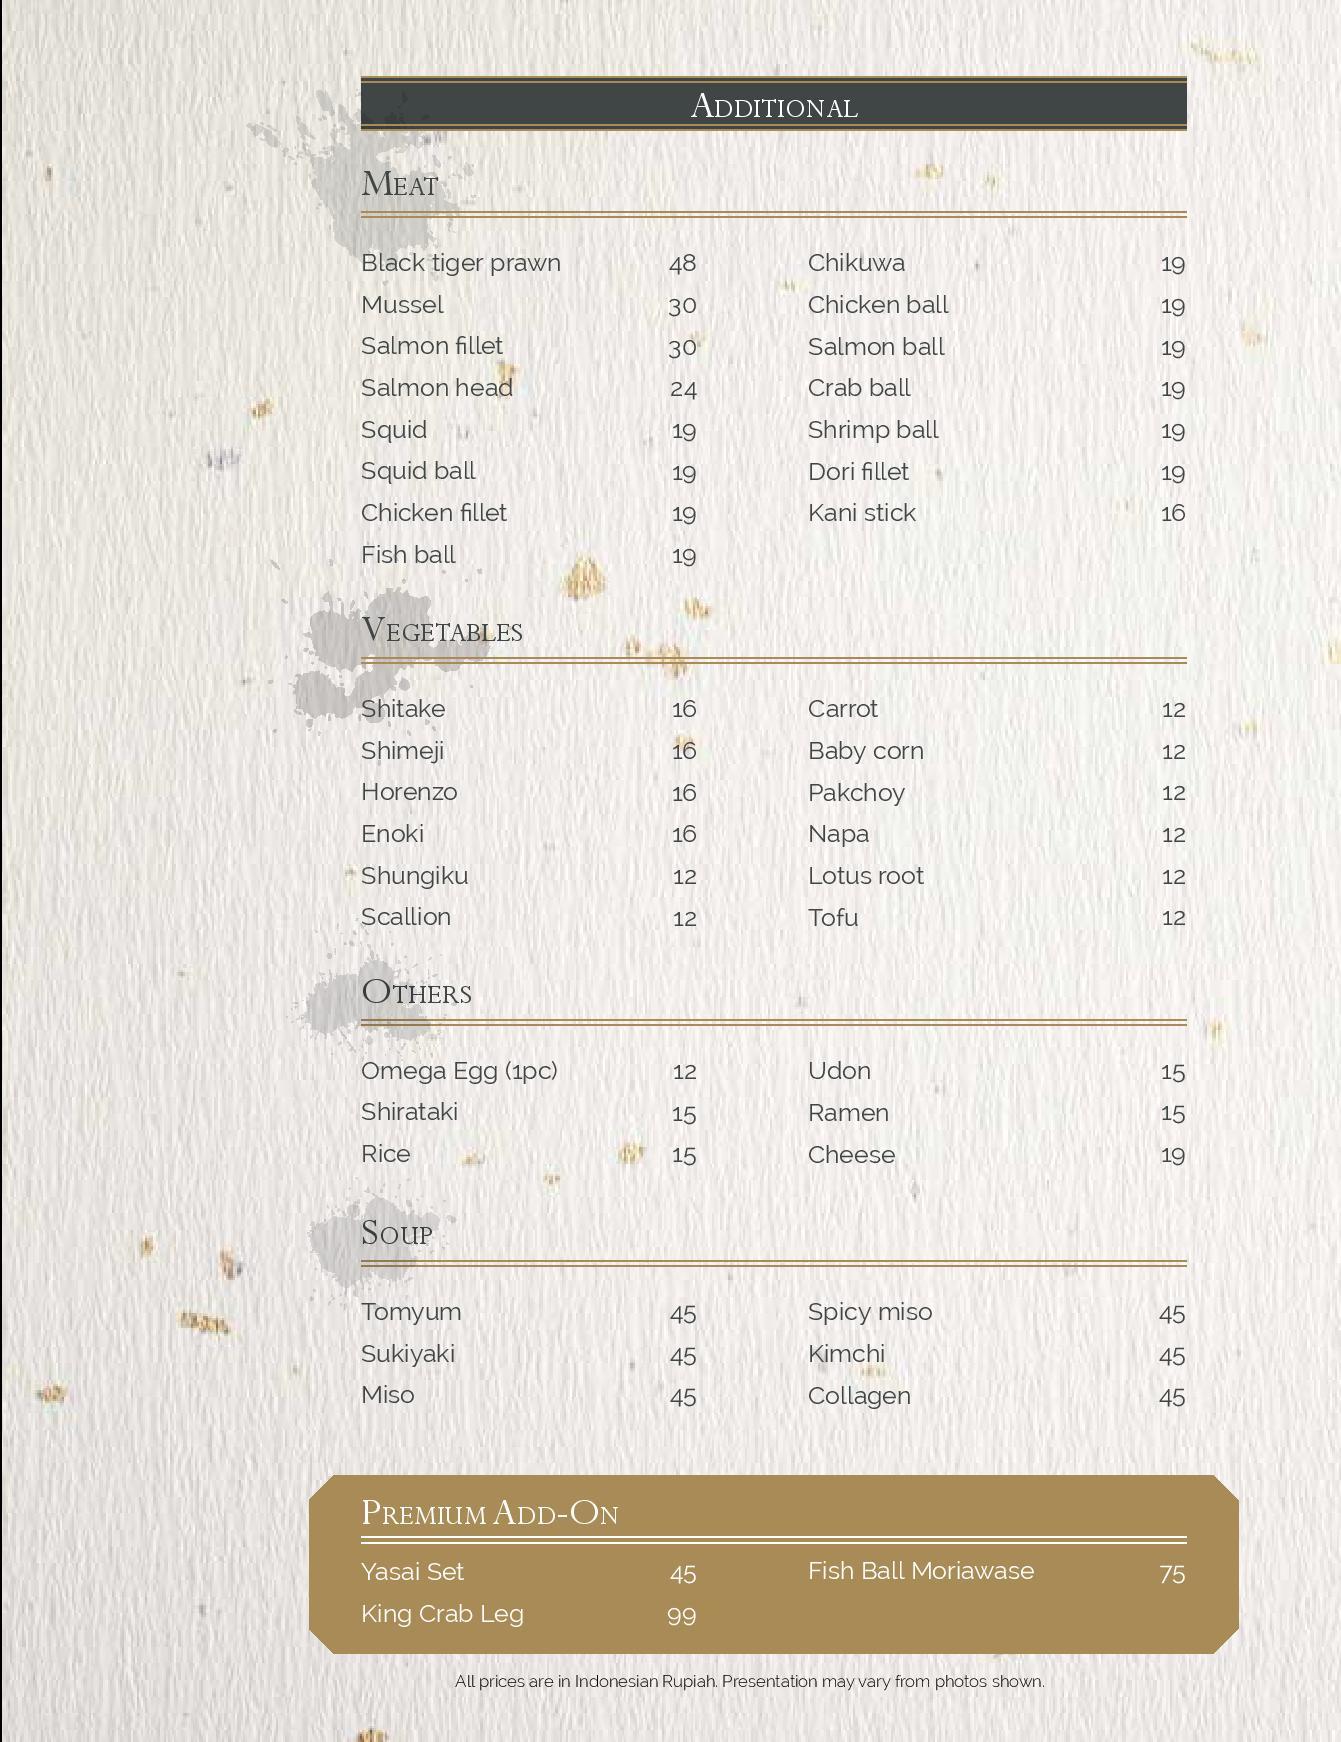 ADDITIONAL
MEAT
Black tiger prawn 48 Chikuwa 19
Mussel 30 Chicken ball 19
Salmon fillet 30 Salmon ball 19
Salmon head 24 Crab ball 19
Squid 19 Shrimp ball 19
Squid ball 19 Dori fillet 19
Chicken fillet 19 Kani stick 16
Fish ball 19
VEGETABLES
Shitake 16 Carrot 12
Shimeji 16 Baby corn 12
Horenzo 16 Pakchoy 12
Enoki 16 Napa 12
Shungiku 12 Lotus root 12
Scallion 12 Tofu 12
OTHERS
Omega Egg (1pc) 12 Udon 15
Shirataki 15 Ramen 15
Rice 15 Cheese 19
SOUP
Tomyum 45 Spicy miso 45
Sukiyaki 45 Kimchi 45
Miso 45 Collagen 45
PREMIUM ADD-ON
Yasai Set 45 Fish Ball Moriawase 75
King Crab Leg 99
All prices are in Indonesian Rupiah. Presentation may vary from photos shown.